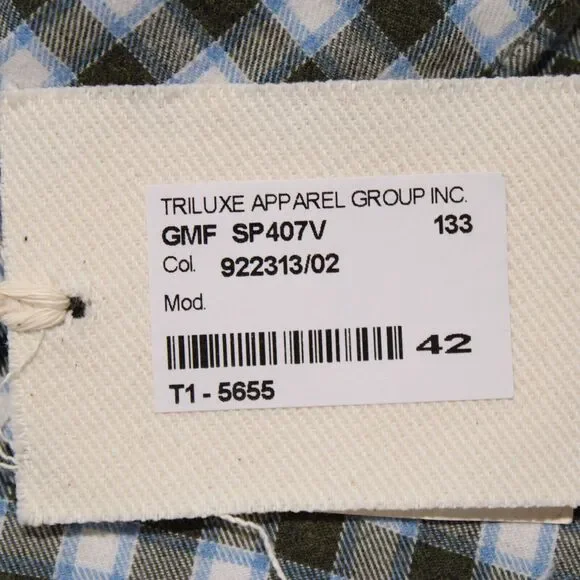 TRILUXE APPAREL GROUP INC.
GMF SP407V 133
Col. 922313/02
Mod.
42
T1 - 5655